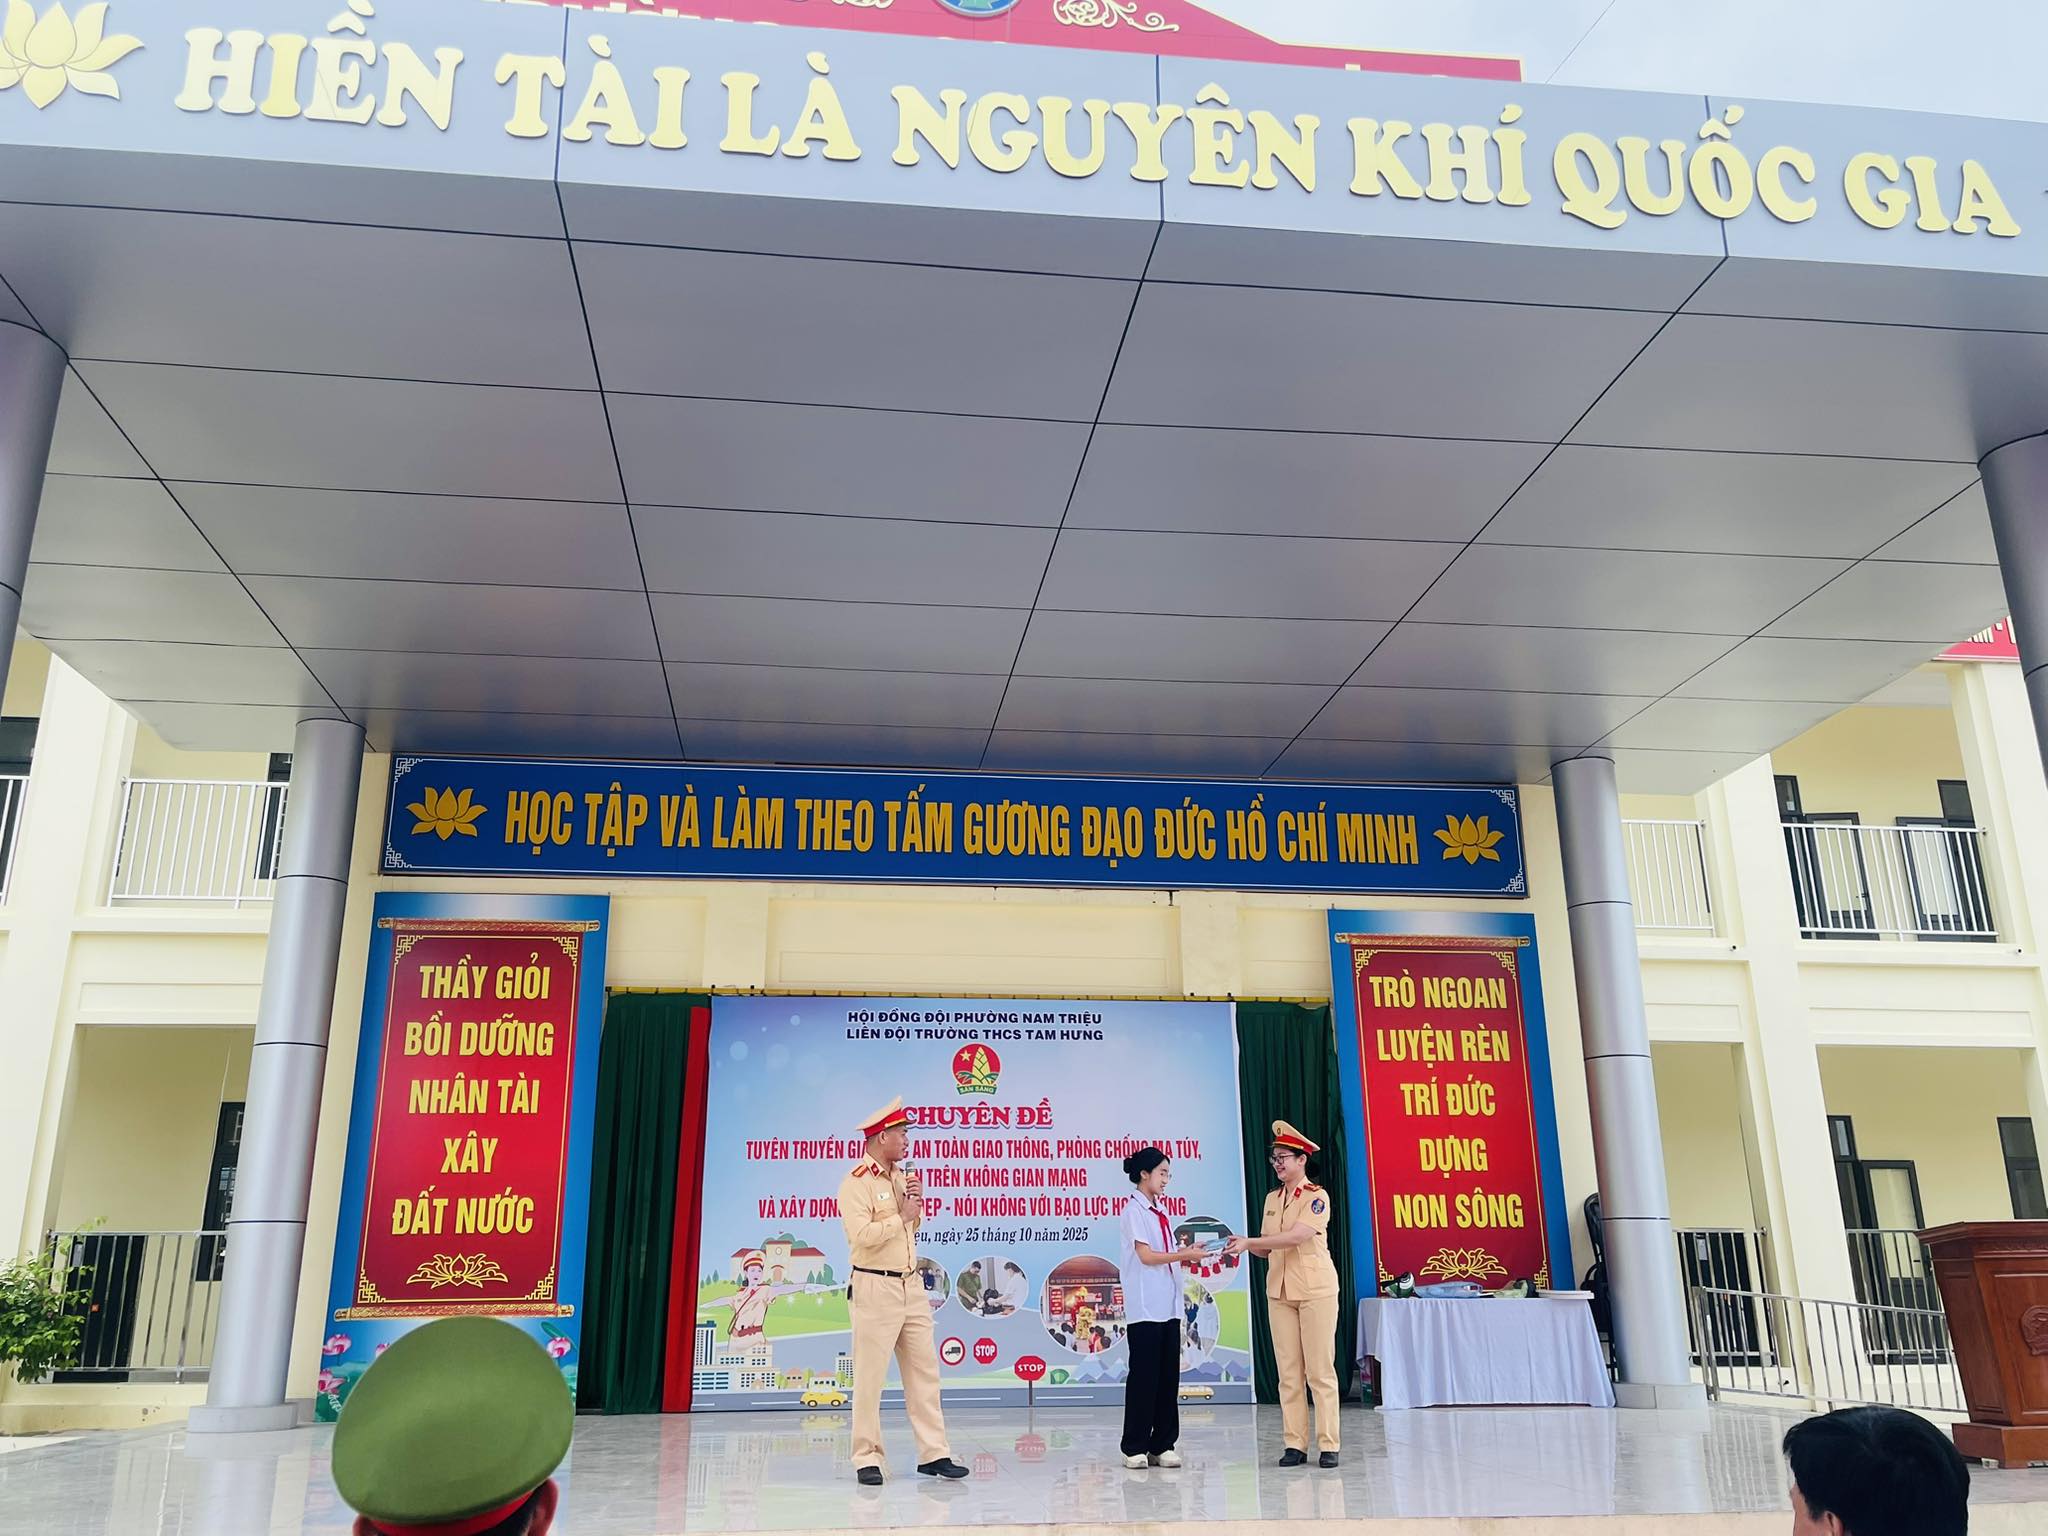 HIỀN TÀI LÀ NGUYÊN KHÍ QUỐC GIA
HỌC TẬP VÀ LÀM THEO TẤM GƯƠNG ĐẠO ĐỨC HỒ CHÍ MINH
THẦY GIỎI
BỒI DƯỠNG
NHÂN TÀI
XÂY
ĐẤT NƯỚC
HỘI ĐỒNG ĐỘI PHƯỜNG NAM TRIỆU
LIÊN ĐỘI TRƯỜNG THCS TAM HƯNG
SẴN SÀNG
CHUYÊN ĐỀ
TUYÊN TRUYỀN AN TOÀN GIAO THÔNG, PHÒNG CHỐNG MA TÚY,
TRÊN KHÔNG GIAN MẠNG
VÀ XÂY DỰNG ĐẸP - NÓI KHÔNG VỚI BẠO LỰC
ngày 25 tháng 10 năm 2025
STOP
STOP
TRÒ NGOAN
LUYỆN RÈN
TRÍ ĐỨC
DỰNG
NON SÔNG